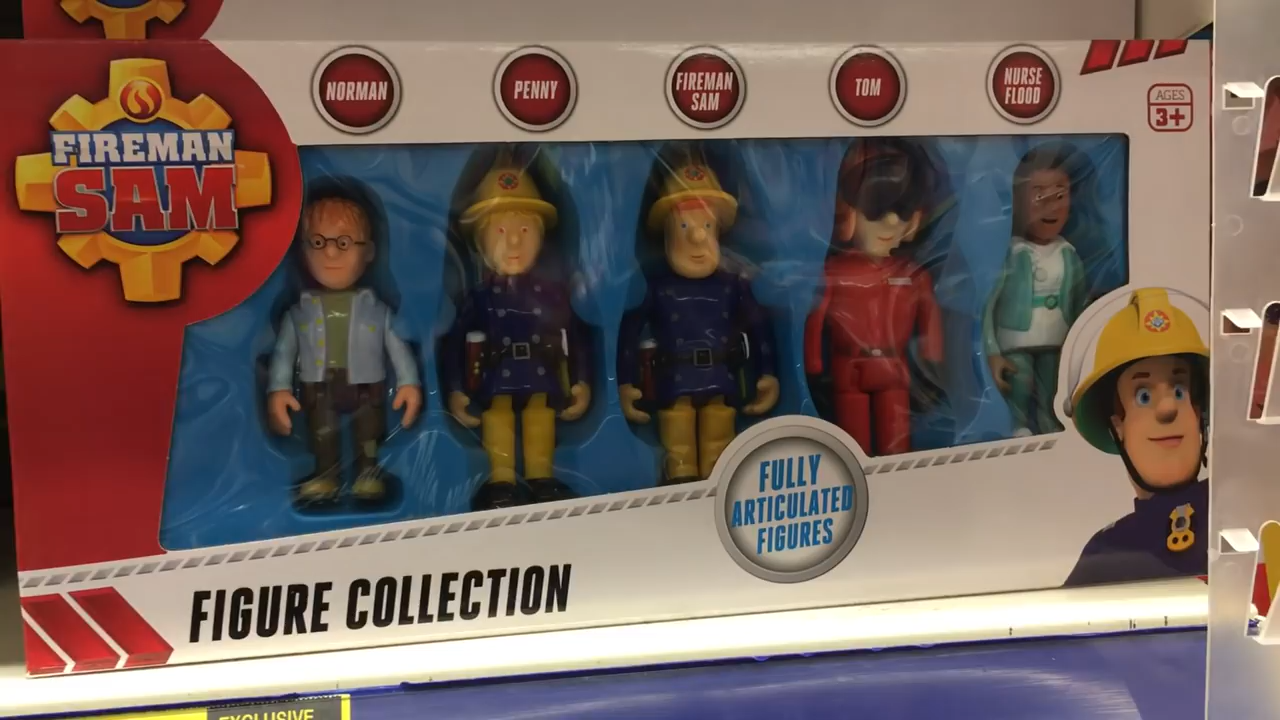 NORMAN
PENNY
FIREMAN
SAM
TOM
NURSE
FLOOD
AGES
3+
FIREMAN
SAM
FULLY
ARTICULATED
FIGURES
FIGURE COLLECTION
EXCLUSIVE